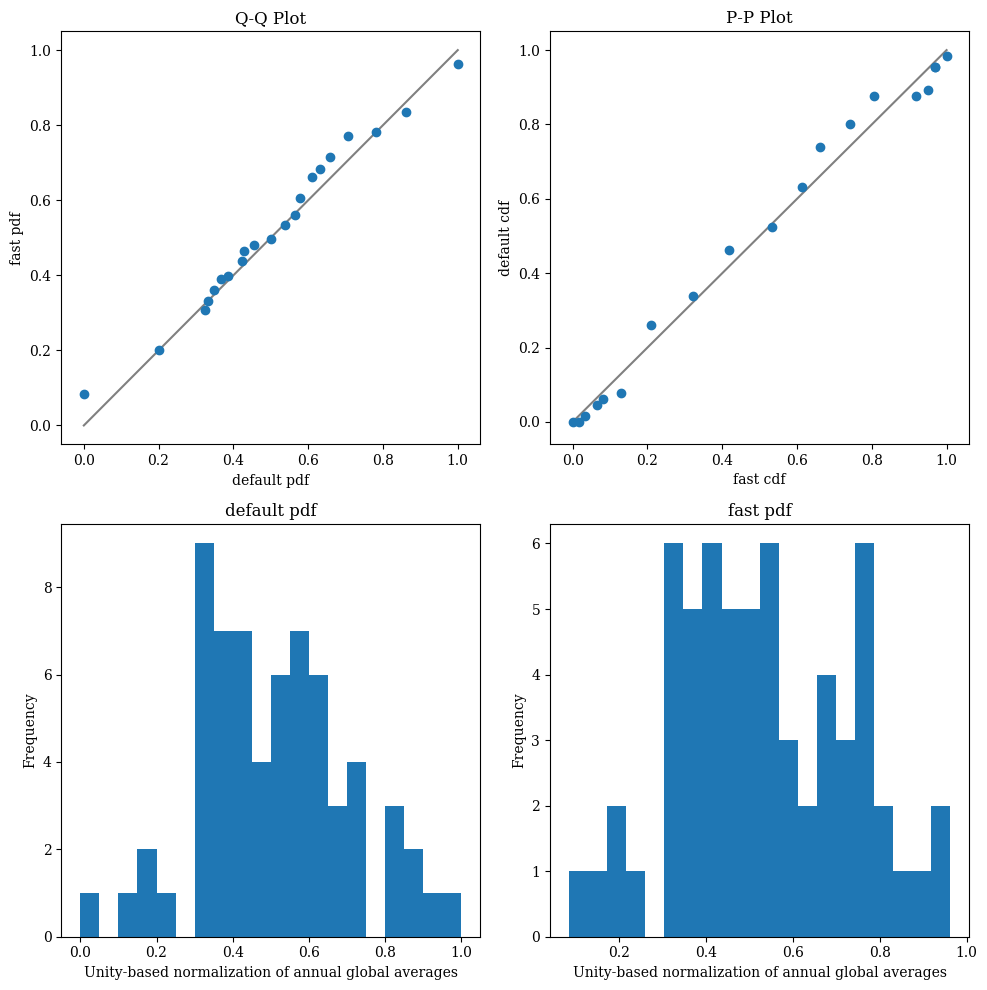 Q-Q Plot
1.0
0.8
0.6
0.4
0.2
0.0
fast pdf
0.0 0.2 0.4 0.6 0.8 1.0
default pdf
P-P Plot
1.0
0.8
0.6
0.4
0.2
0.0
default cdf
0.0 0.2 0.4 0.6 0.8 1.0
fast cdf
default pdf
8
6
4
2
0
Frequency
0.0 0.2 0.4 0.6 0.8 1.0
Unity-based normalization of annual global averages
fast pdf
6
5
4
3
2
1
0
Frequency
0.2 0.4 0.6 0.8 1.0
Unity-based normalization of annual global averages